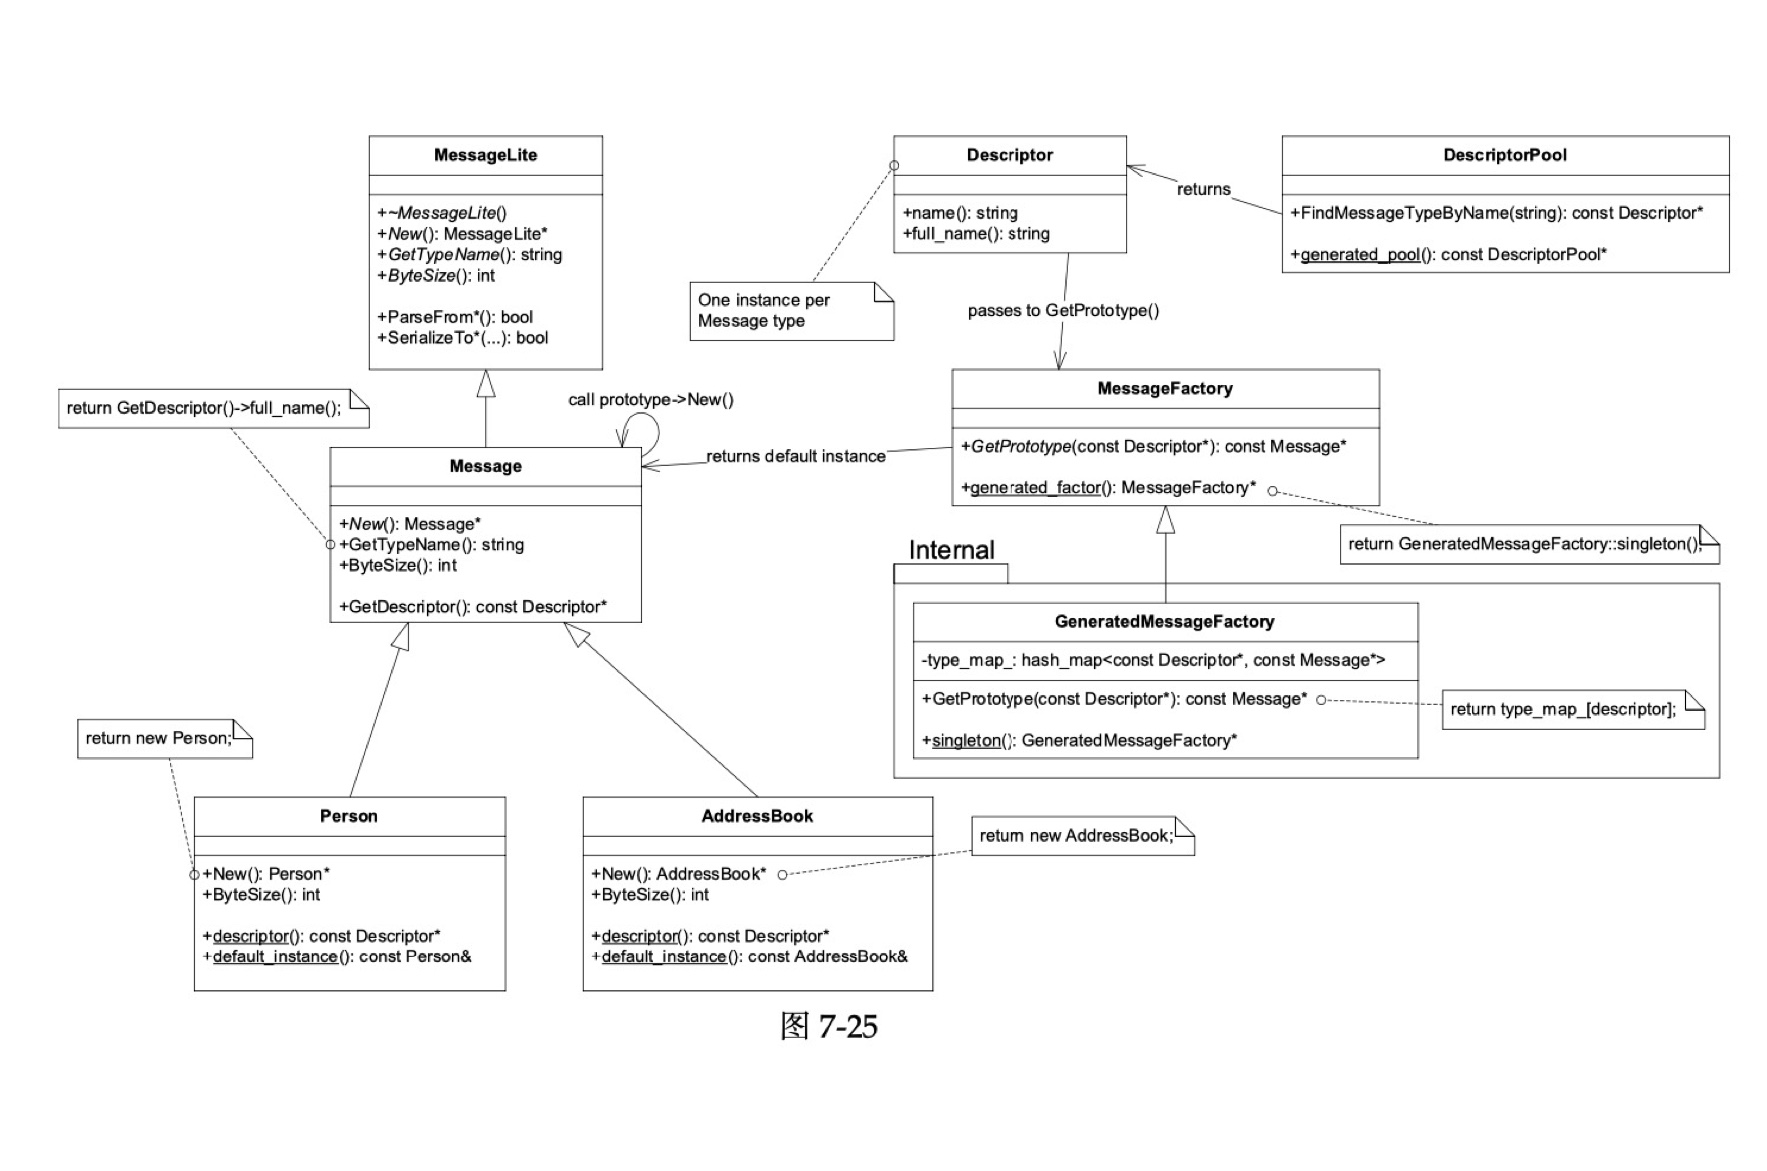 MessageLite
+~MessageLite()
+New(): MessageLite*
+GetTypeName(): string
+ByteSize(): int
+ParseFrom*(): bool
+SerializeTo*(...): bool
Descriptor
+name(): string
+full_name(): string
returns
DescriptorPool
+FindMessageTypeByName(string): const Descriptor*
+generated_pool(): const DescriptorPool*
One instance per
Message type
passes to GetPrototype()
return GetDescriptor()->full_name();
call prototype->New()
returns default instance
Message
+New(): Message*
+GetTypeName(): string
+ByteSize(): int
+GetDescriptor(): const Descriptor*
MessageFactory
+GetPrototype(const Descriptor*): const Message*
+generated_factor(): MessageFactory*
return GeneratedMessageFactory::singleton();
Internal
GeneratedMessageFactory
-type_map_: hash_map<const Descriptor*, const Message*>
+GetPrototype(const Descriptor*): const Message*
+singleton(): GeneratedMessageFactory*
return type_map_[descriptor];
return new Person;
Person
+New(): Person*
+ByteSize(): int
+descriptor(): const Descriptor*
+default_instance(): const Person&
AddressBook
+New(): AddressBook*
+ByteSize(): int
+descriptor(): const Descriptor*
+default_instance(): const AddressBook&
return new AddressBook;
图 7-25